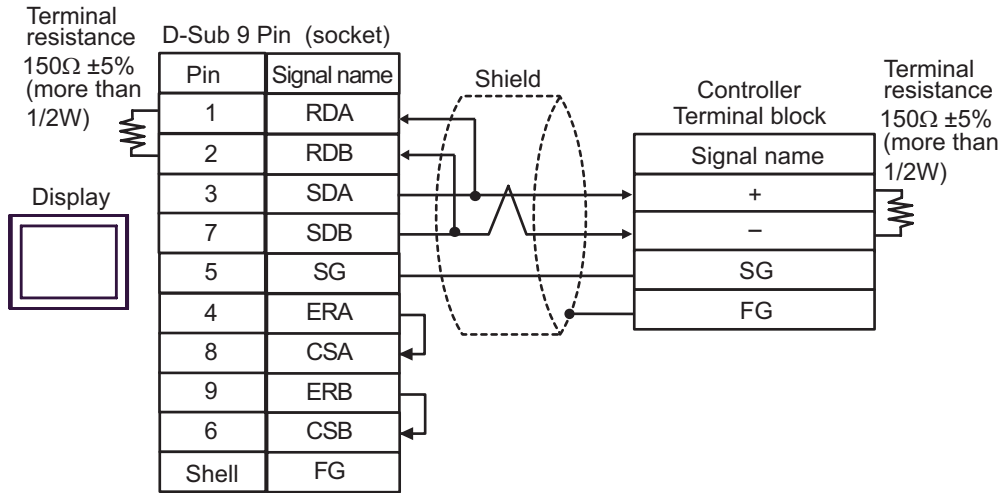 Terminal
resistance
150Ω ±5%
(more than
1/2W)
D-Sub 9 Pin (socket)
Pin Signal name
1 RDA
2 RDB
3 SDA
7 SDB
5 SG
4 ERA
8 CSA
9 ERB
6 CSB
Shell FG
Display
Shield
Controller
Terminal block
Signal name
+
–
SG
FG
Terminal
resistance
150Ω ±5%
(more than
1/2W)